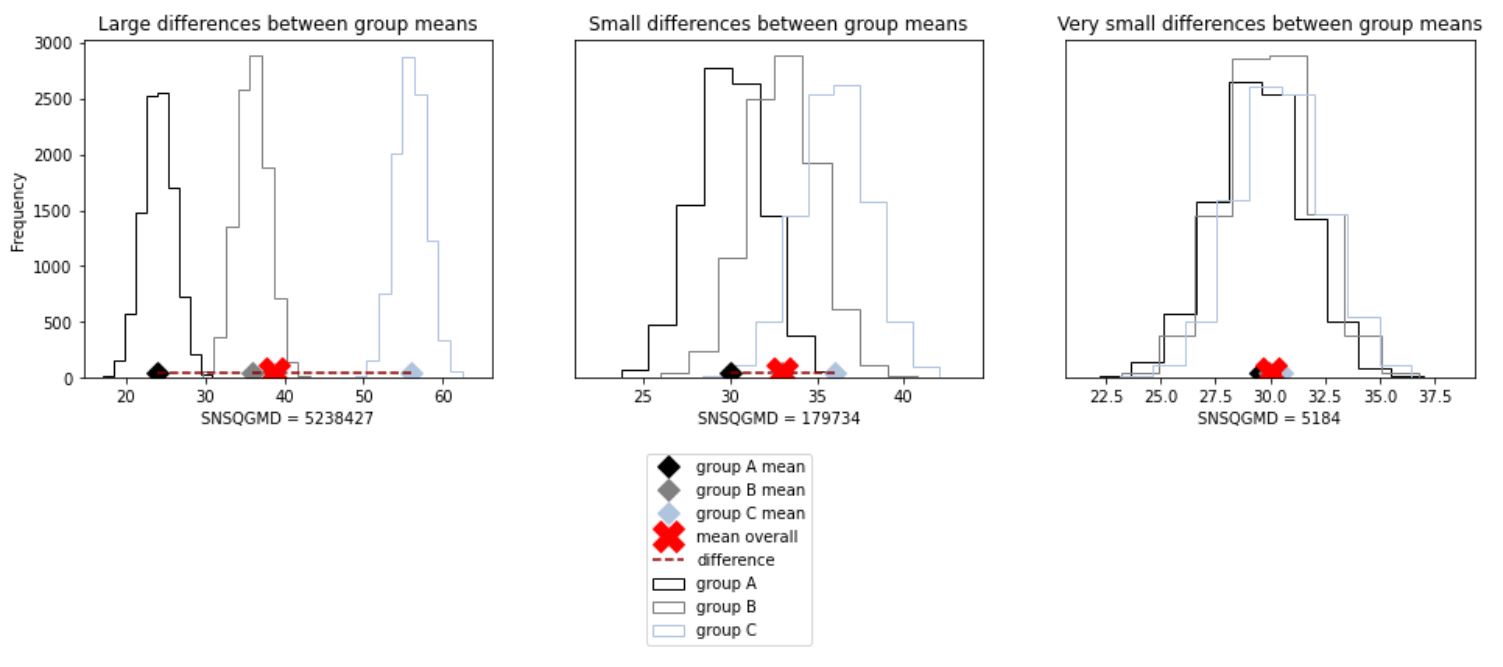 Large differences between group means
Small differences between group means
Very small differences between group means
3000
2500
2000
1500
1000
500
0
Frequency
20 30 40 50 60
SNSQGMD = 5238427
25 30 35 40
SNSQGMD = 179734
22.5 25.0 27.5 30.0 32.5 35.0 37.5
SNSQGMD = 5184
group A mean
group B mean
group C mean
mean overall
difference
group A
group B
group C